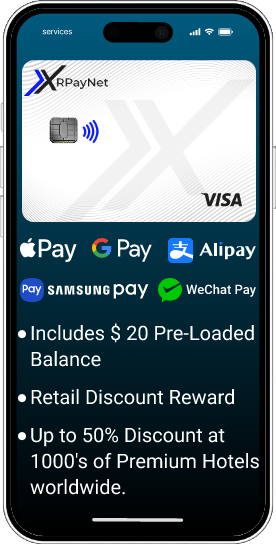 services
XRPayNet
VISA
Pay G Pay Alipay
Pay SAMSUNG pay WeChat Pay
• Includes $ 20 Pre-Loaded
Balance
• Retail Discount Reward
• Up to 50% Discount at
1000's of Premium Hotels
worldwide.